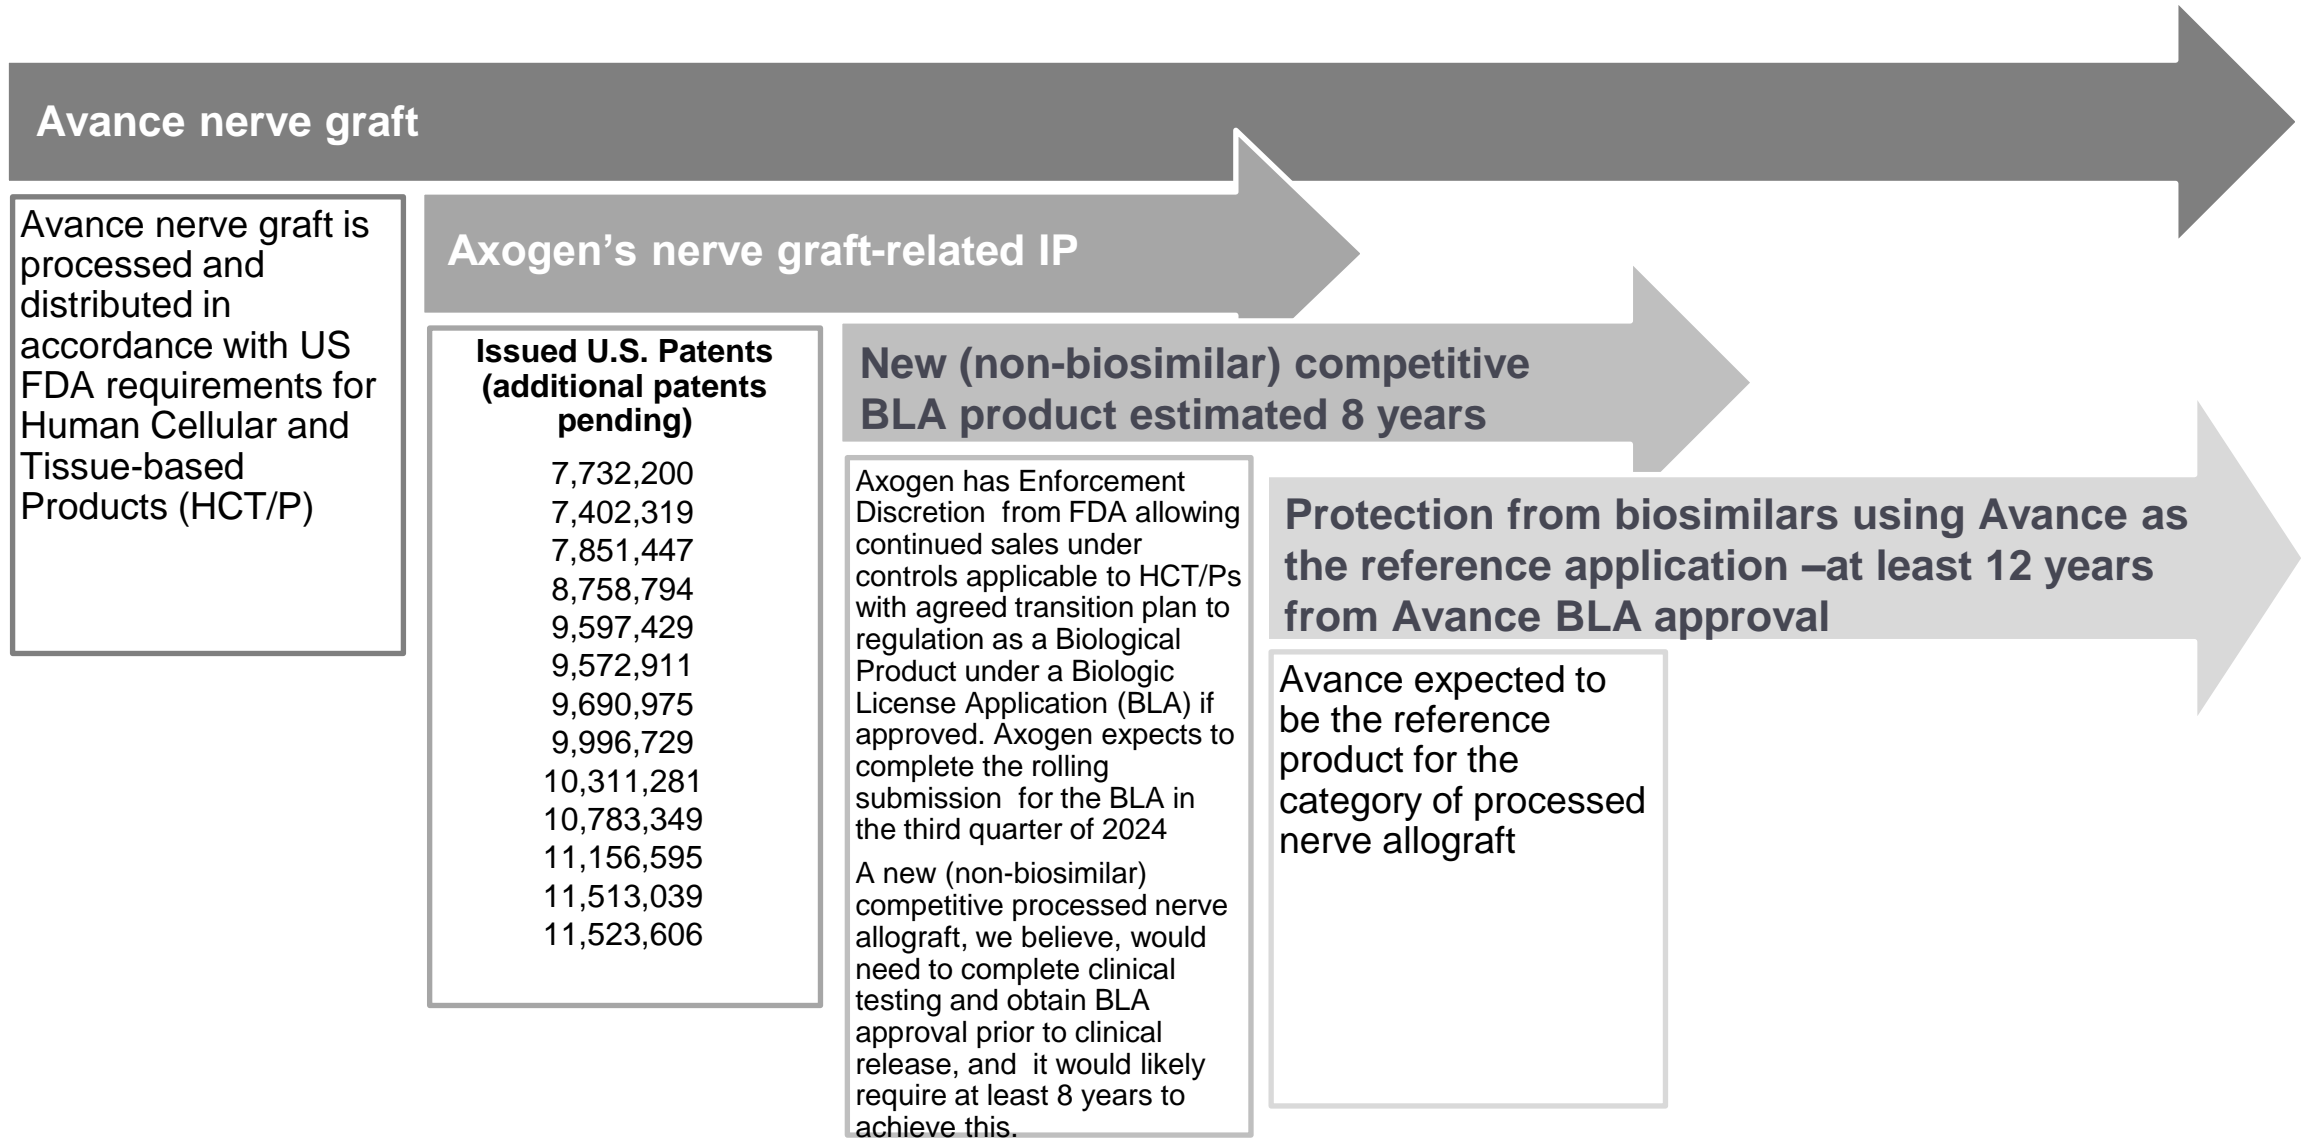 Avance nerve graft
Avance nerve graft is
processed and
distributed in
accordance with US
FDA requirements for
Human Cellular and
Tissue-based
Products (HCT/P)
Axogen’s nerve graft-related IP
Issued U.S. Patents
(additional patents
pending)
7,732,200
7,402,319
7,851,447
8,758,794
9,597,429
9,572,911
9,690,975
9,996,729
10,311,281
10,783,349
11,156,595
11,513,039
11,523,606
New (non-biosimilar) competitive
BLA product estimated 8 years
Axogen has Enforcement
Discretion  from FDA allowing
continued sales under
controls applicable to HCT/Ps
with agreed transition plan to
regulation as a Biological
Product under a Biologic
License Application (BLA) if
approved. Axogen expects to
complete the rolling
submission  for the BLA in
the third quarter of 2024
A new (non-biosimilar)
competitive processed nerve
allograft, we believe, would
need to complete clinical
testing and obtain BLA
approval prior to clinical
release, and  it would likely
require at least 8 years to
achieve this.
Protection from biosimilars using Avance as
the reference application –at least 12 years
from Avance BLA approval
Avance expected to
be the reference
product for the
category of processed
nerve allograft